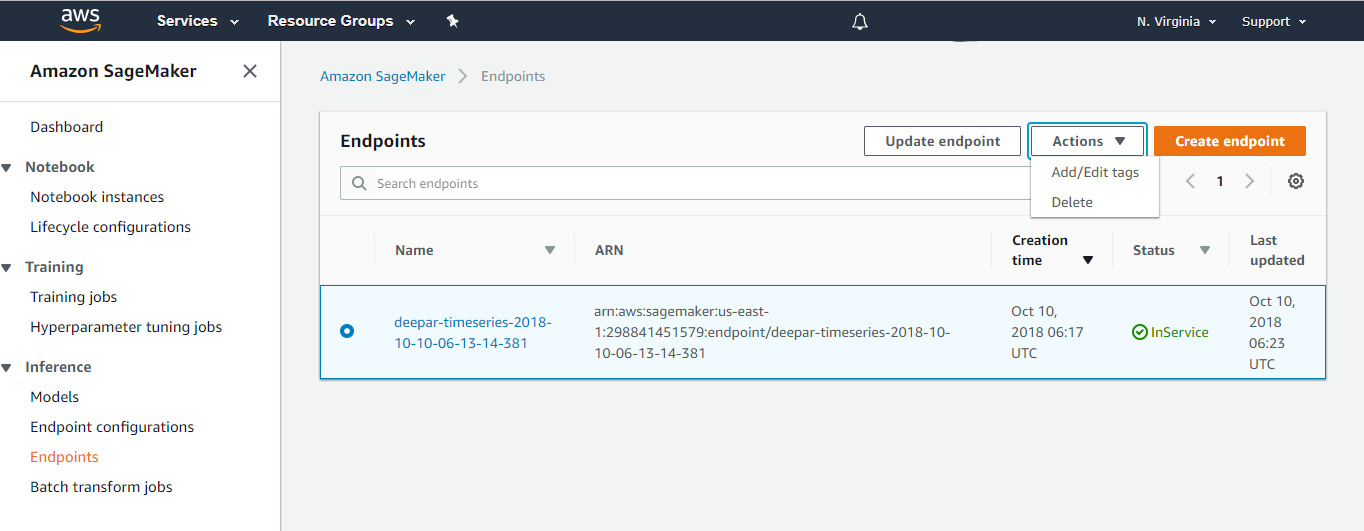 aws
Services
Resource Groups
N. Virginia
Support
Amazon SageMaker
Dashboard
Notebook
Notebook instances
Lifecycle configurations
Training
Training jobs
Hyperparameter tuning jobs
Inference
Models
Endpoint configurations
Endpoints
Batch transform jobs
Amazon SageMaker
Endpoints
Endpoints
Update endpoint
Actions
Create endpoint
Search endpoints
Add/Edit tags
Delete
1
Name
ARN
Creation
time
Status
Last
updated
deepar-timeseries-2018-
10-10-06-13-14-381
arn:aws:sagemaker:us-east-
1:298841451579:endpoint/deepar-timeseries-2018-10-
10-06-13-14-381
Oct 10,
2018 06:17
UTC
InService
Oct 10,
2018
06:23
UTC